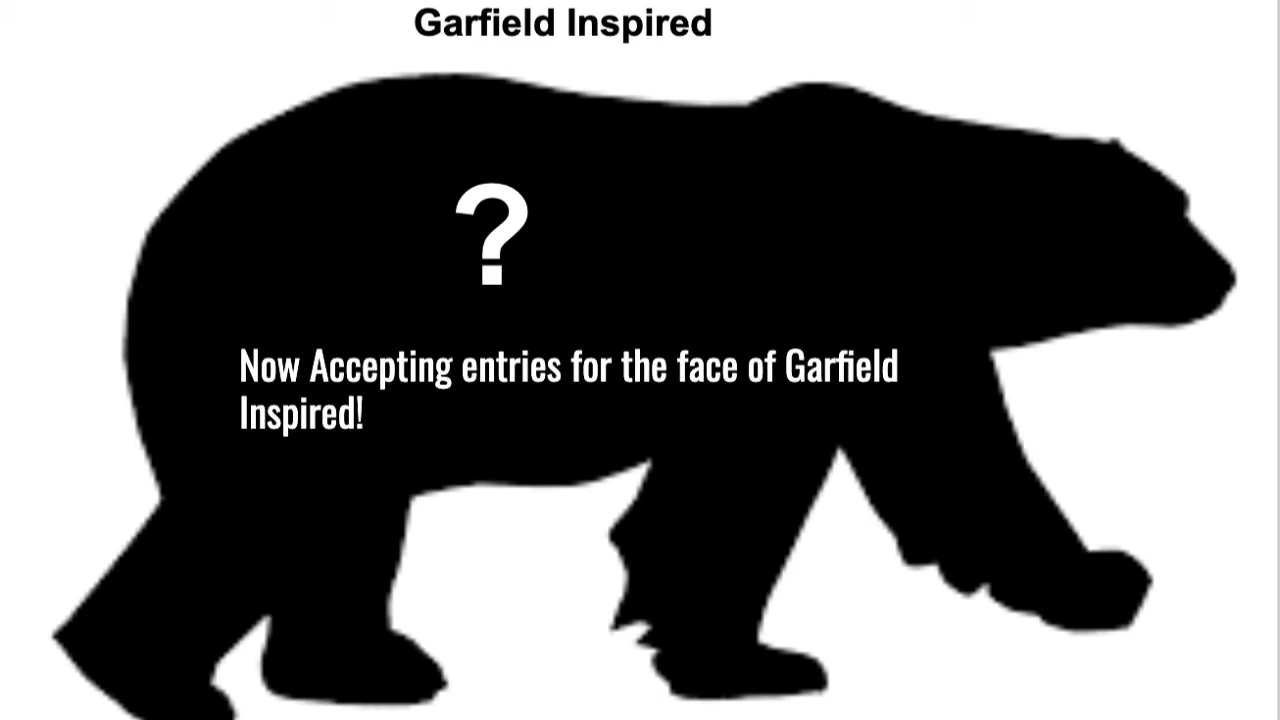 Garfield Inspired
?
Now Accepting entries for the face of Garfield
Inspired!